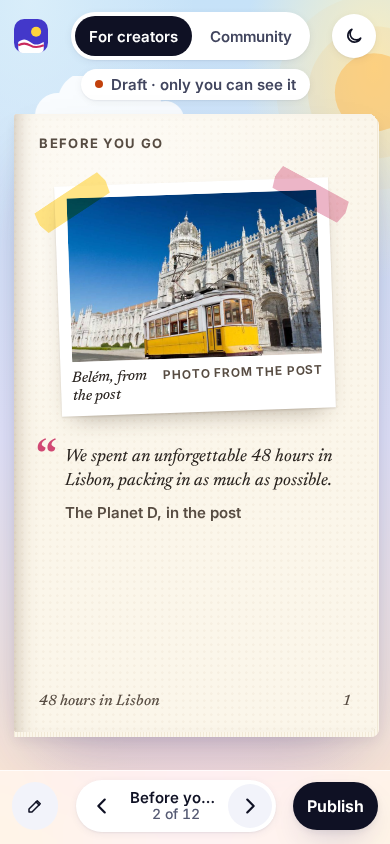 For creators
Community
Draft · only you can see it
BEFORE YOU GO
Belém, from
the post
PHOTO FROM THE POST
“
We spent an unforgettable 48 hours in
Lisbon, packing in as much as possible.
The Planet D, in the post
48 hours in Lisbon
1
Before yo...
2 of 12
Publish